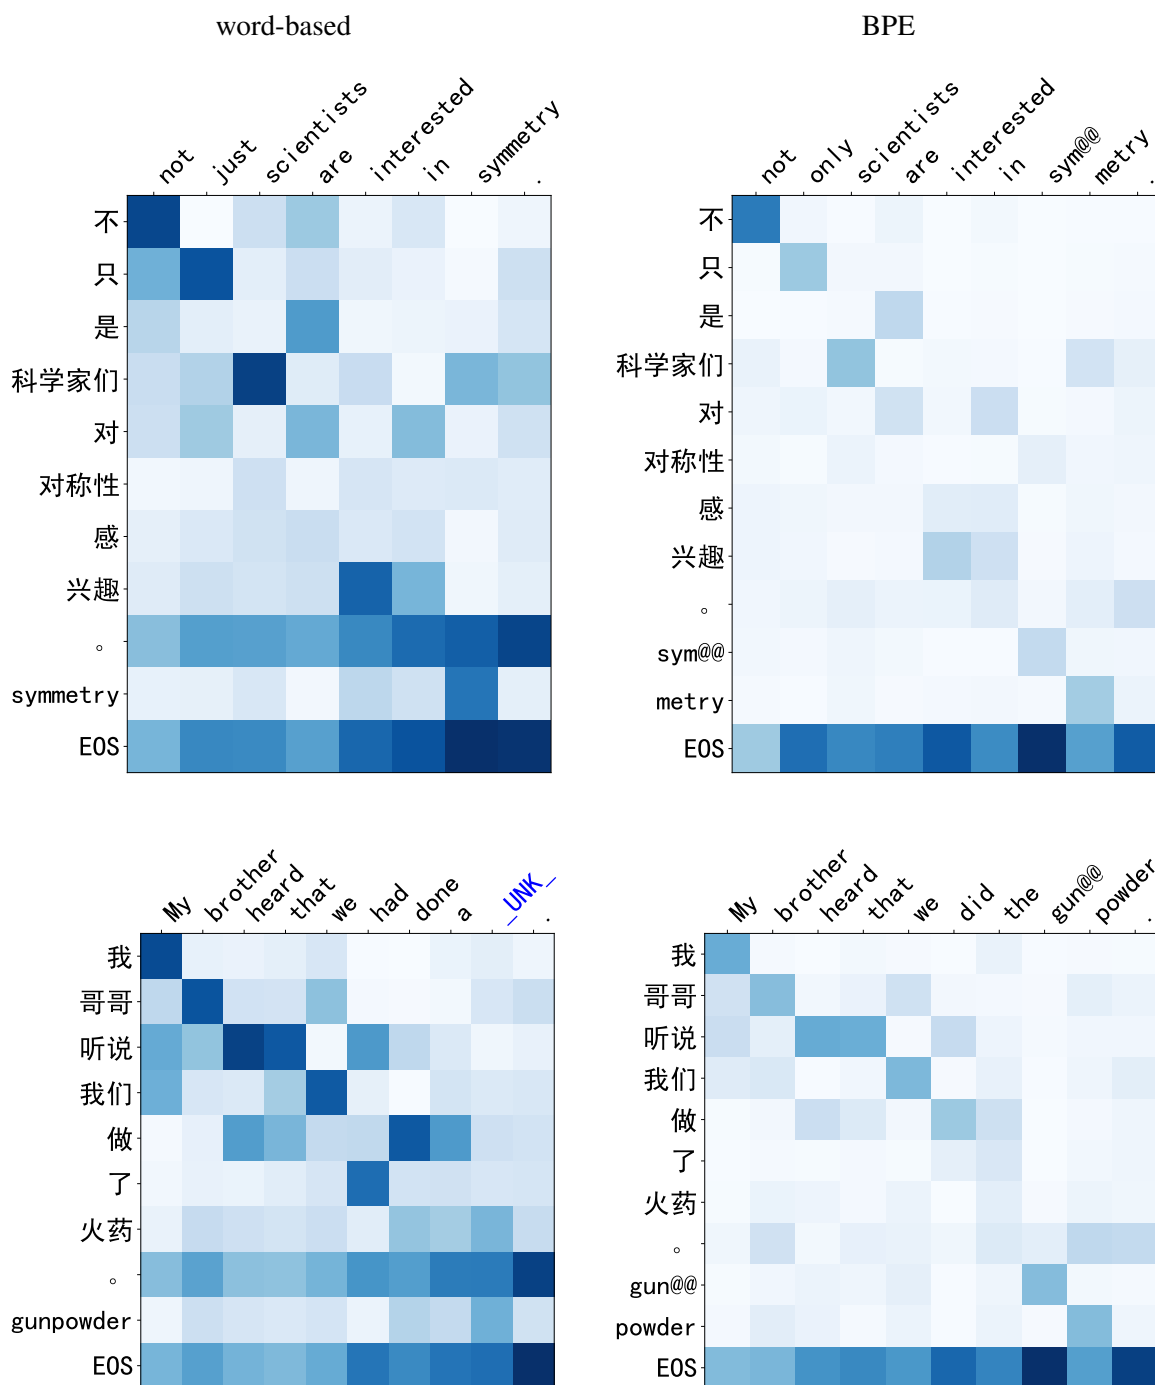 word-based
BPE
not just scientists are interested in symmetry .
不
只
是
科学家们
对
对称性
感
兴趣
。
symmetry
EOS
not only scientists are interested in sym@@ metry .
不
只
是
科学家们
对
对称性
感
兴趣
。
sym@@
metry
EOS
My brother heard that we had done a _UNK_ .
我
哥哥
听说
我们
做
了
火药
。
gunpowder
EOS
My brother heard that we did the gun@@ powder .
我
哥哥
听说
我们
做
了
火药
。
gun@@
powder
EOS